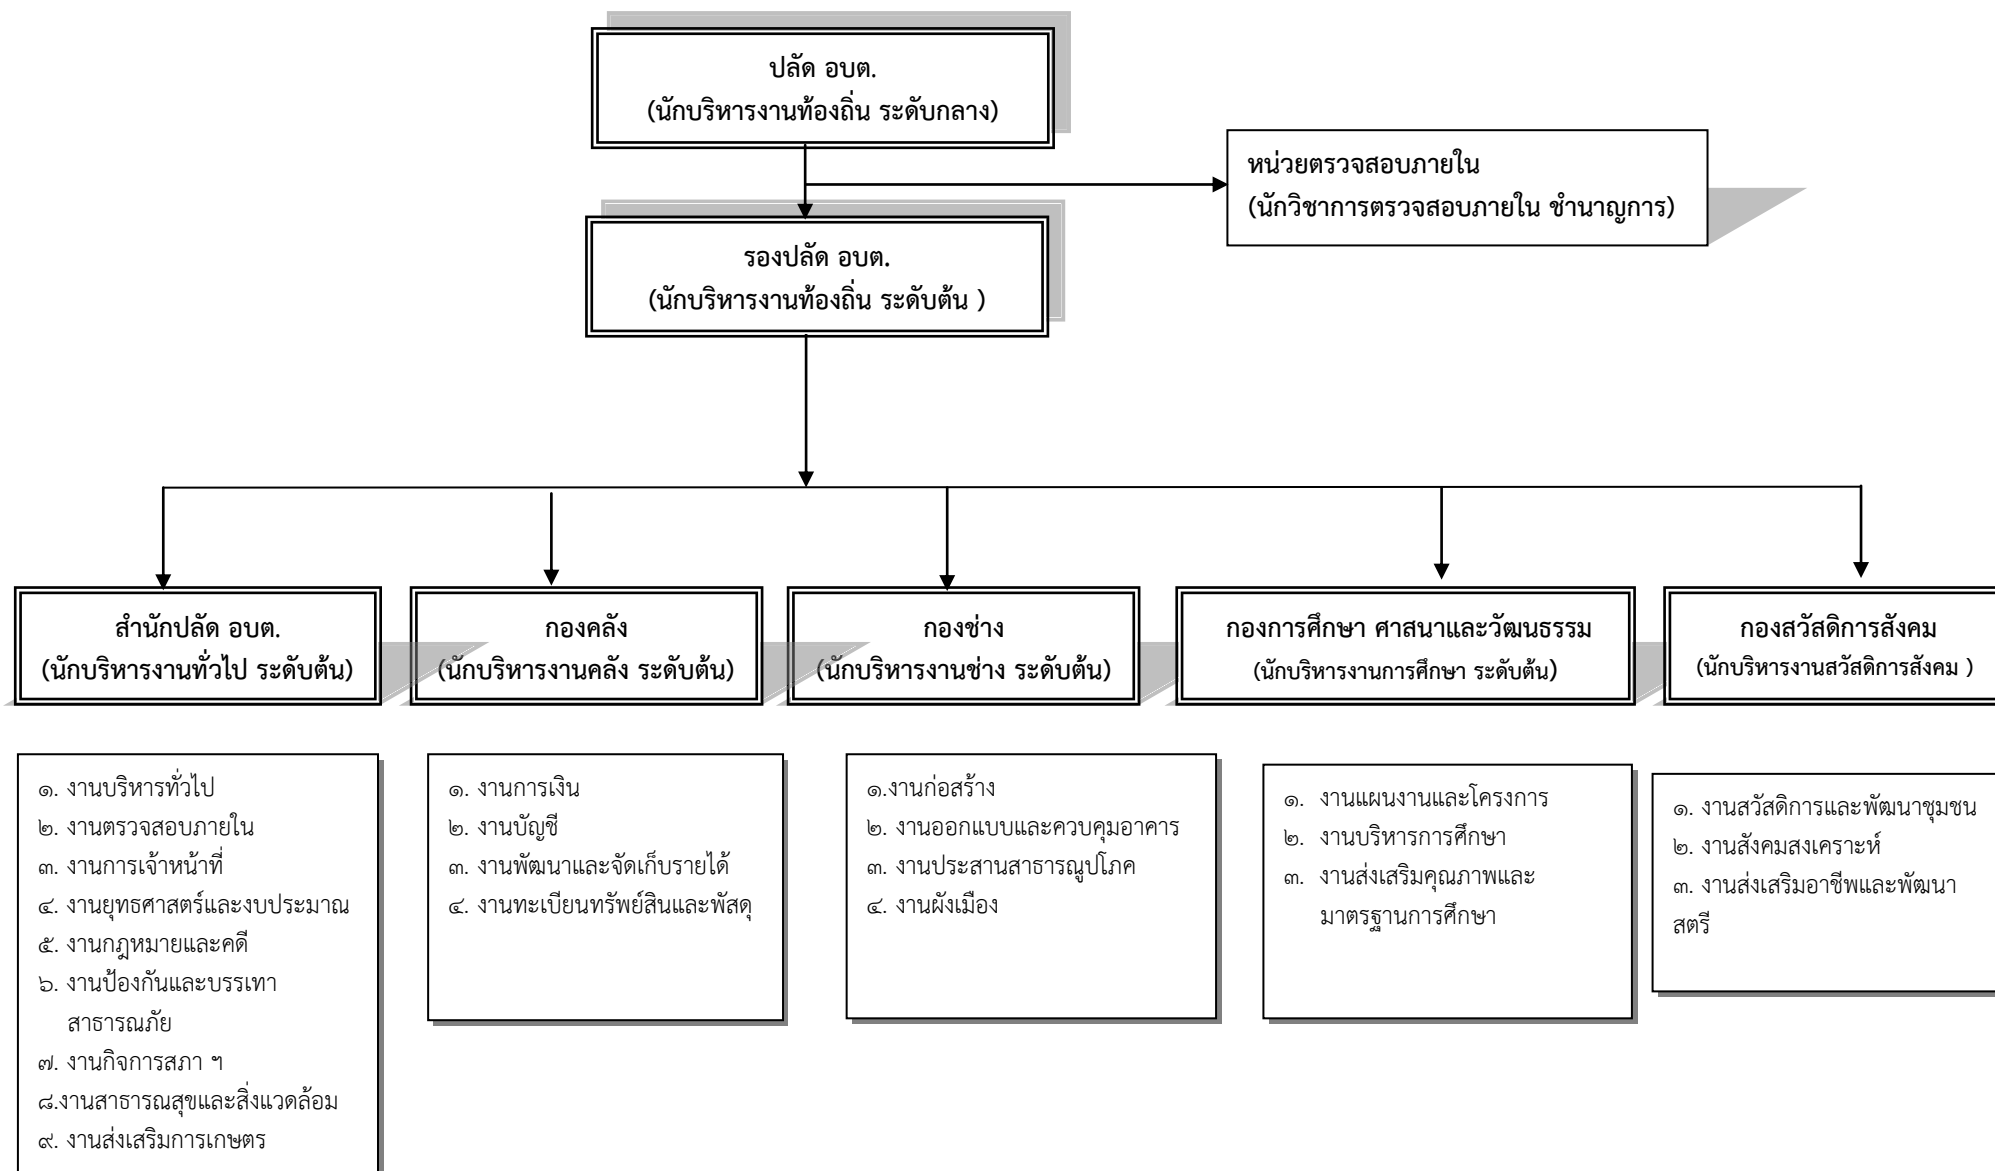 ปลัด อบต.
(นักบริหารงานท้องถิ่น ระดับกลาง)
หน่วยตรวจสอบภายใน
(นักวิชาการตรวจสอบภายใน ชำนาญการ)
รองปลัด อบต.
(นักบริหารงานท้องถิ่น ระดับต้น )
สำนักปลัด อบต.
(นักบริหารงานทั่วไป ระดับต้น)
กองคลัง
(นักบริหารงานคลัง ระดับต้น)
กองช่าง
(นักบริหารงานช่าง ระดับต้น)
กองการศึกษา ศาสนาและวัฒนธรรม
(นักบริหารงานการศึกษา ระดับต้น)
กองสวัสดิการสังคม
(นักบริหารงานสวัสดิการสังคม )
๑. งานบริหารทั่วไป
๒. งานตรวจสอบภายใน
๓. งานการเจ้าหน้าที่
๔. งานยุทธศาสตร์และงบประมาณ
๕. งานกฎหมายและคดี
๖. งานป้องกันและบรรเทา
สาธารณภัย
๗. งานกิจการสภา ฯ
๘.งานสาธารณสุขและสิ่งแวดล้อม
๙. งานส่งเสริมการเกษตร
๑. งานการเงิน
๒. งานบัญชี
๓. งานพัฒนาและจัดเก็บรายได้
๔. งานทะเบียนทรัพย์สินและพัสดุ
๑.งานก่อสร้าง
๒. งานออกแบบและควบคุมอาคาร
๓. งานประสานสาธารณูปโภค
๔. งานผังเมือง
๑. งานแผนงานและโครงการ
๒. งานบริหารการศึกษา
๓. งานส่งเสริมคุณภาพและ
มาตรฐานการศึกษา
๑. งานสวัสดิการและพัฒนาชุมชน
๒. งานสังคมสงเคราะห์
๓. งานส่งเสริมอาชีพและพัฒนา
สตรี